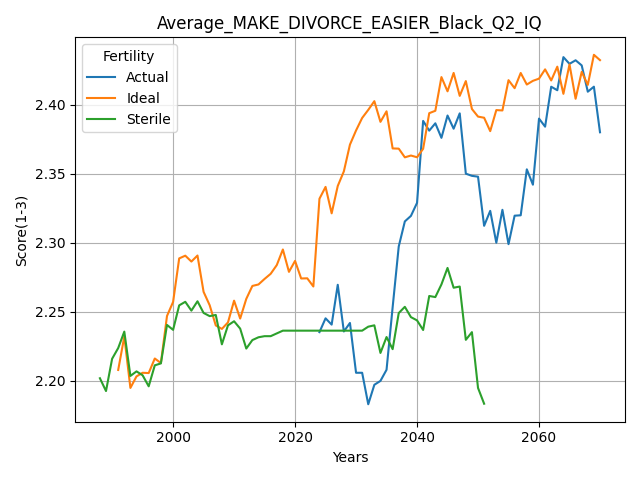 Average_MAKE_DIVORCE_EASIER_Black_Q2_IQ
Fertility
Actual
Ideal
Sterile
Score(1-3)
2.40
2.35
2.30
2.25
2.20
2000
2020
2040
2060
Years